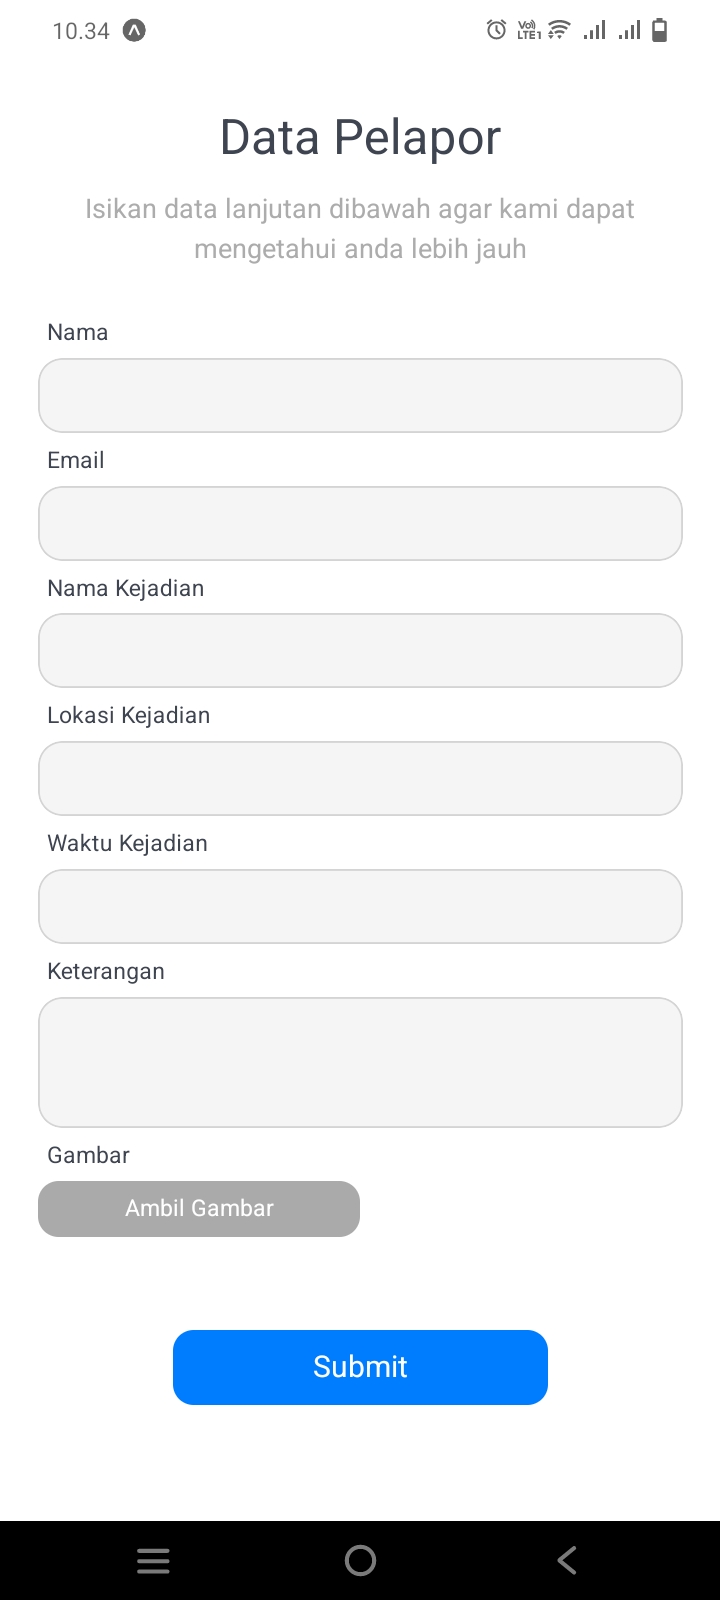 10.34
Vo)) LTE1
Data Pelapor
Isikan data lanjutan dibawah agar kami dapat
mengetahui anda lebih jauh
Nama
Email
Nama Kejadian
Lokasi Kejadian
Waktu Kejadian
Keterangan
Gambar
Ambil Gambar
Submit